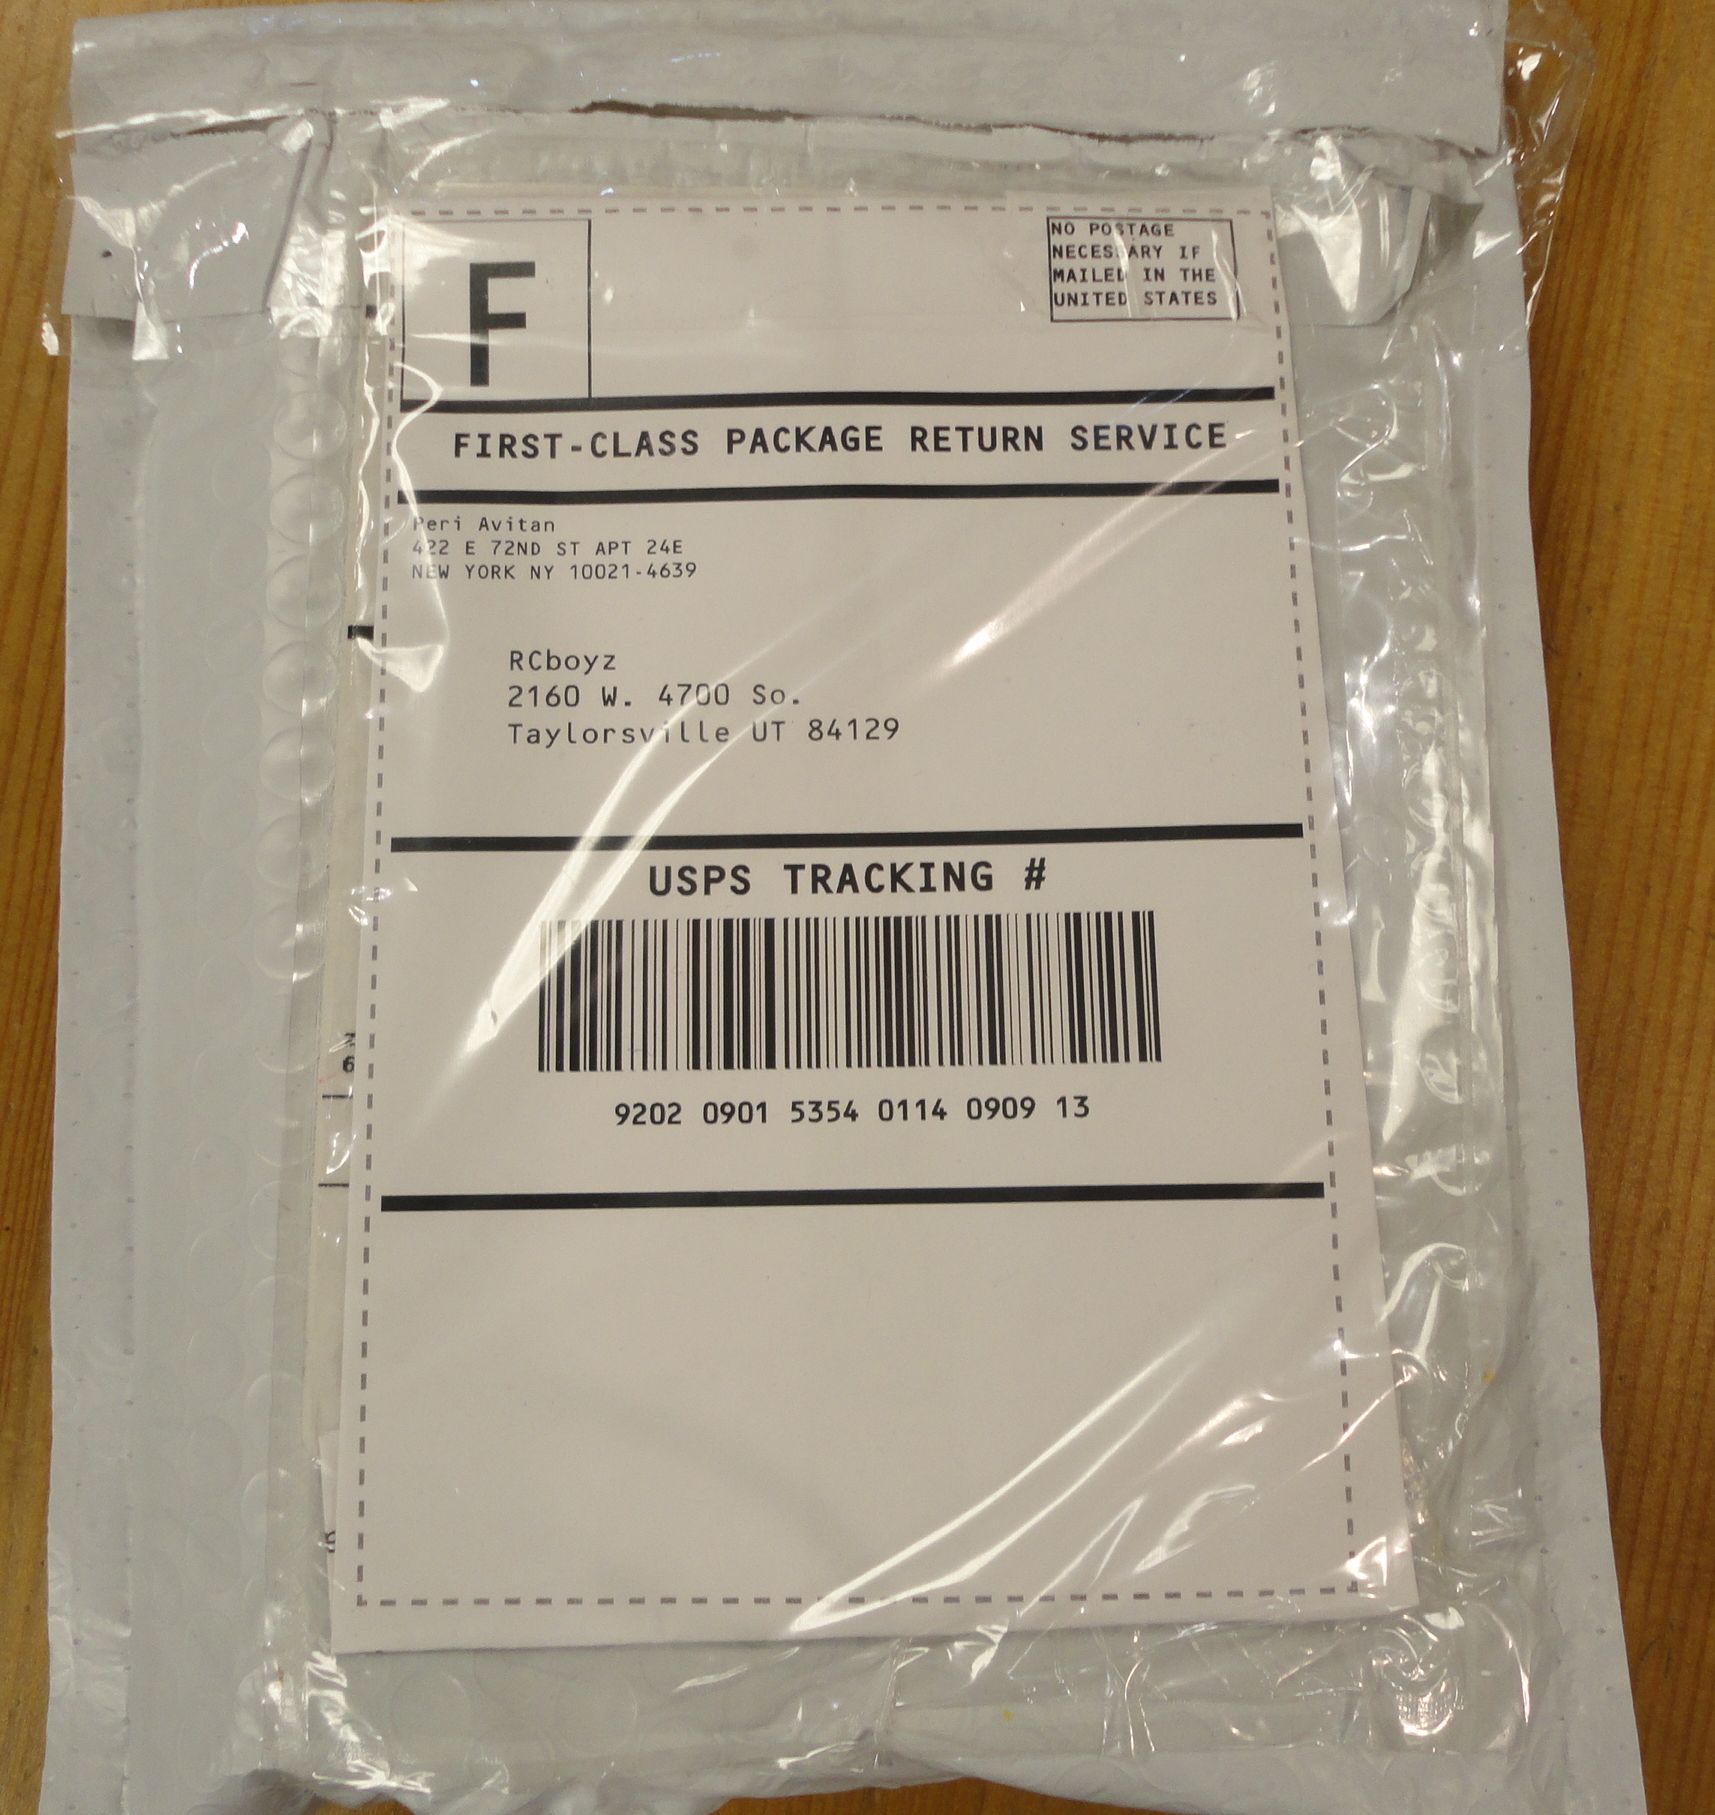 F
NO POSTAGE
NECESSARY IF
MAILED IN THE
UNITED STATES
FIRST-CLASS PACKAGE RETURN SERVICE
Peri Avitan
422 E 72ND ST APT 24E
NEW YORK NY 10021-4639
RCboyz
2160 W. 4700 So.
Taylorsville UT 84129
USPS TRACKING #
9202 0901 5354 0114 0909 13
6